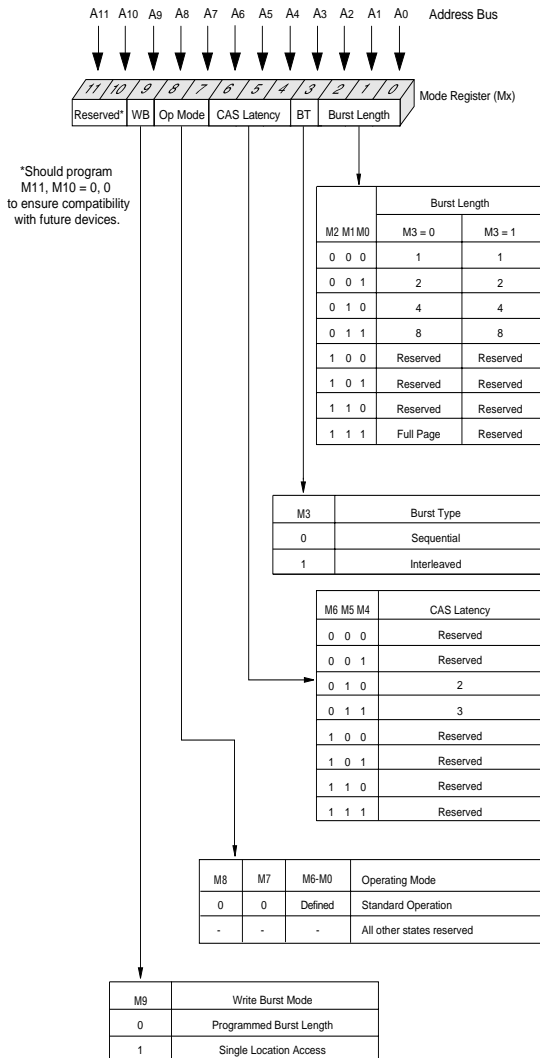 A11 A10 A9 A8 A7 A6 A5 A4 A3 A2 A1 A0 Address Bus
11 10 9 8 7 6 5 4 3 2 1 0 Mode Register (Mx)
Reserved* WB Op Mode CAS Latency BT Burst Length
*Should program
M11, M10 = 0, 0
to ensure compatibility
with future devices.
Burst Length
M2 M1 M0 M3 = 0 M3 = 1
0 0 0 1 1
0 0 1 2 2
0 1 0 4 4
0 1 1 8 8
1 0 0 Reserved Reserved
1 0 1 Reserved Reserved
1 1 0 Reserved Reserved
1 1 1 Full Page Reserved
M3 Burst Type
0 Sequential
1 Interleaved
M6 M5 M4 CAS Latency
0 0 0 Reserved
0 0 1 Reserved
0 1 0 2
0 1 1 3
1 0 0 Reserved
1 0 1 Reserved
1 1 0 Reserved
1 1 1 Reserved
M8 M7 M6-M0 Operating Mode
0 0 Defined Standard Operation
- - - All other states reserved
M9 Write Burst Mode
0 Programmed Burst Length
1 Single Location Access